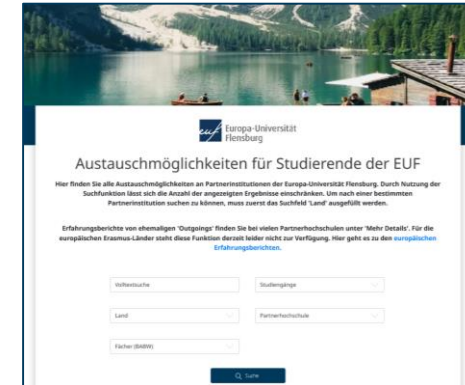 euf Europa-Universität
Flensburg
Austauschmöglichkeiten für Studierende der EUF
Hier finden Sie alle Austauschmöglichkeiten an Partnerinstitutionen der Europa-Universität Flensburg. Durch Nutzung der
Suchfunktion lässt sich die Anzahl der angezeigten Ergebnisse einschränken. Um nach einer bestimmten
Partnerinstitution suchen zu können, muss zuerst das Suchfeld 'Land' ausgefüllt werden.
Erfahrungsberichte von ehemaligen 'Outgoings' finden Sie bei vielen Partnerhochschulen unter 'Mehr Details'. Für die
europäischen Erasmus-Länder steht diese Funktion derzeit leider nicht zur Verfügung. Hier geht es zu den europäischen
Erfahrungsberichten.
Volltextsuche Studiengänge
Land Partnerhochschule
Fächer (BABW)
Suche